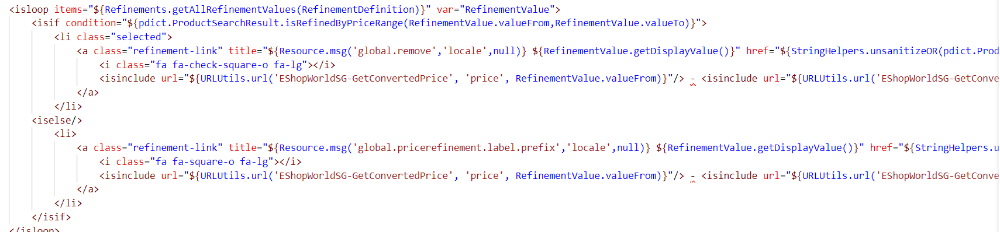 <isloop items="${Refinements.getAllRefinementValues(RefinementDefinition)}" var="RefinementValue">
<isif condition="${pdict.ProductSearchResult.isRefinedByPriceRange(RefinementValue.valueFrom,RefinementValue.valueTo)}">
<li class="selected">
<a class="refinement-link" title="${Resource.msg('global.remove','locale',null)} ${RefinementValue.getDisplayValue()}" href="${StringHelpers.unsanitizeOR(pdict.Prod
<i class="fa fa-check-square-o fa-lg"></i>
<isinclude url="${URLUtils.url('EShopWorldSG-GetConvertedPrice', 'price', RefinementValue.valueFrom)}"/> - <isinclude url="${URLUtils.url('EShopWorldSG-GetConve
</a>
</li>
<iselse/>
<li>
<a class="refinement-link" title="${Resource.msg('global.pricerefinement.label.prefix','locale',null)} ${RefinementValue.getDisplayValue()}" href="${StringHelpers.u
<i class="fa fa-square-o fa-lg"></i>
<isinclude url="${URLUtils.url('EShopWorldSG-GetConvertedPrice', 'price', RefinementValue.valueFrom)}"/> - <isinclude url="${URLUtils.url('EShopWorldSG-GetConve
</a>
</li>
</isif>
</isloop>